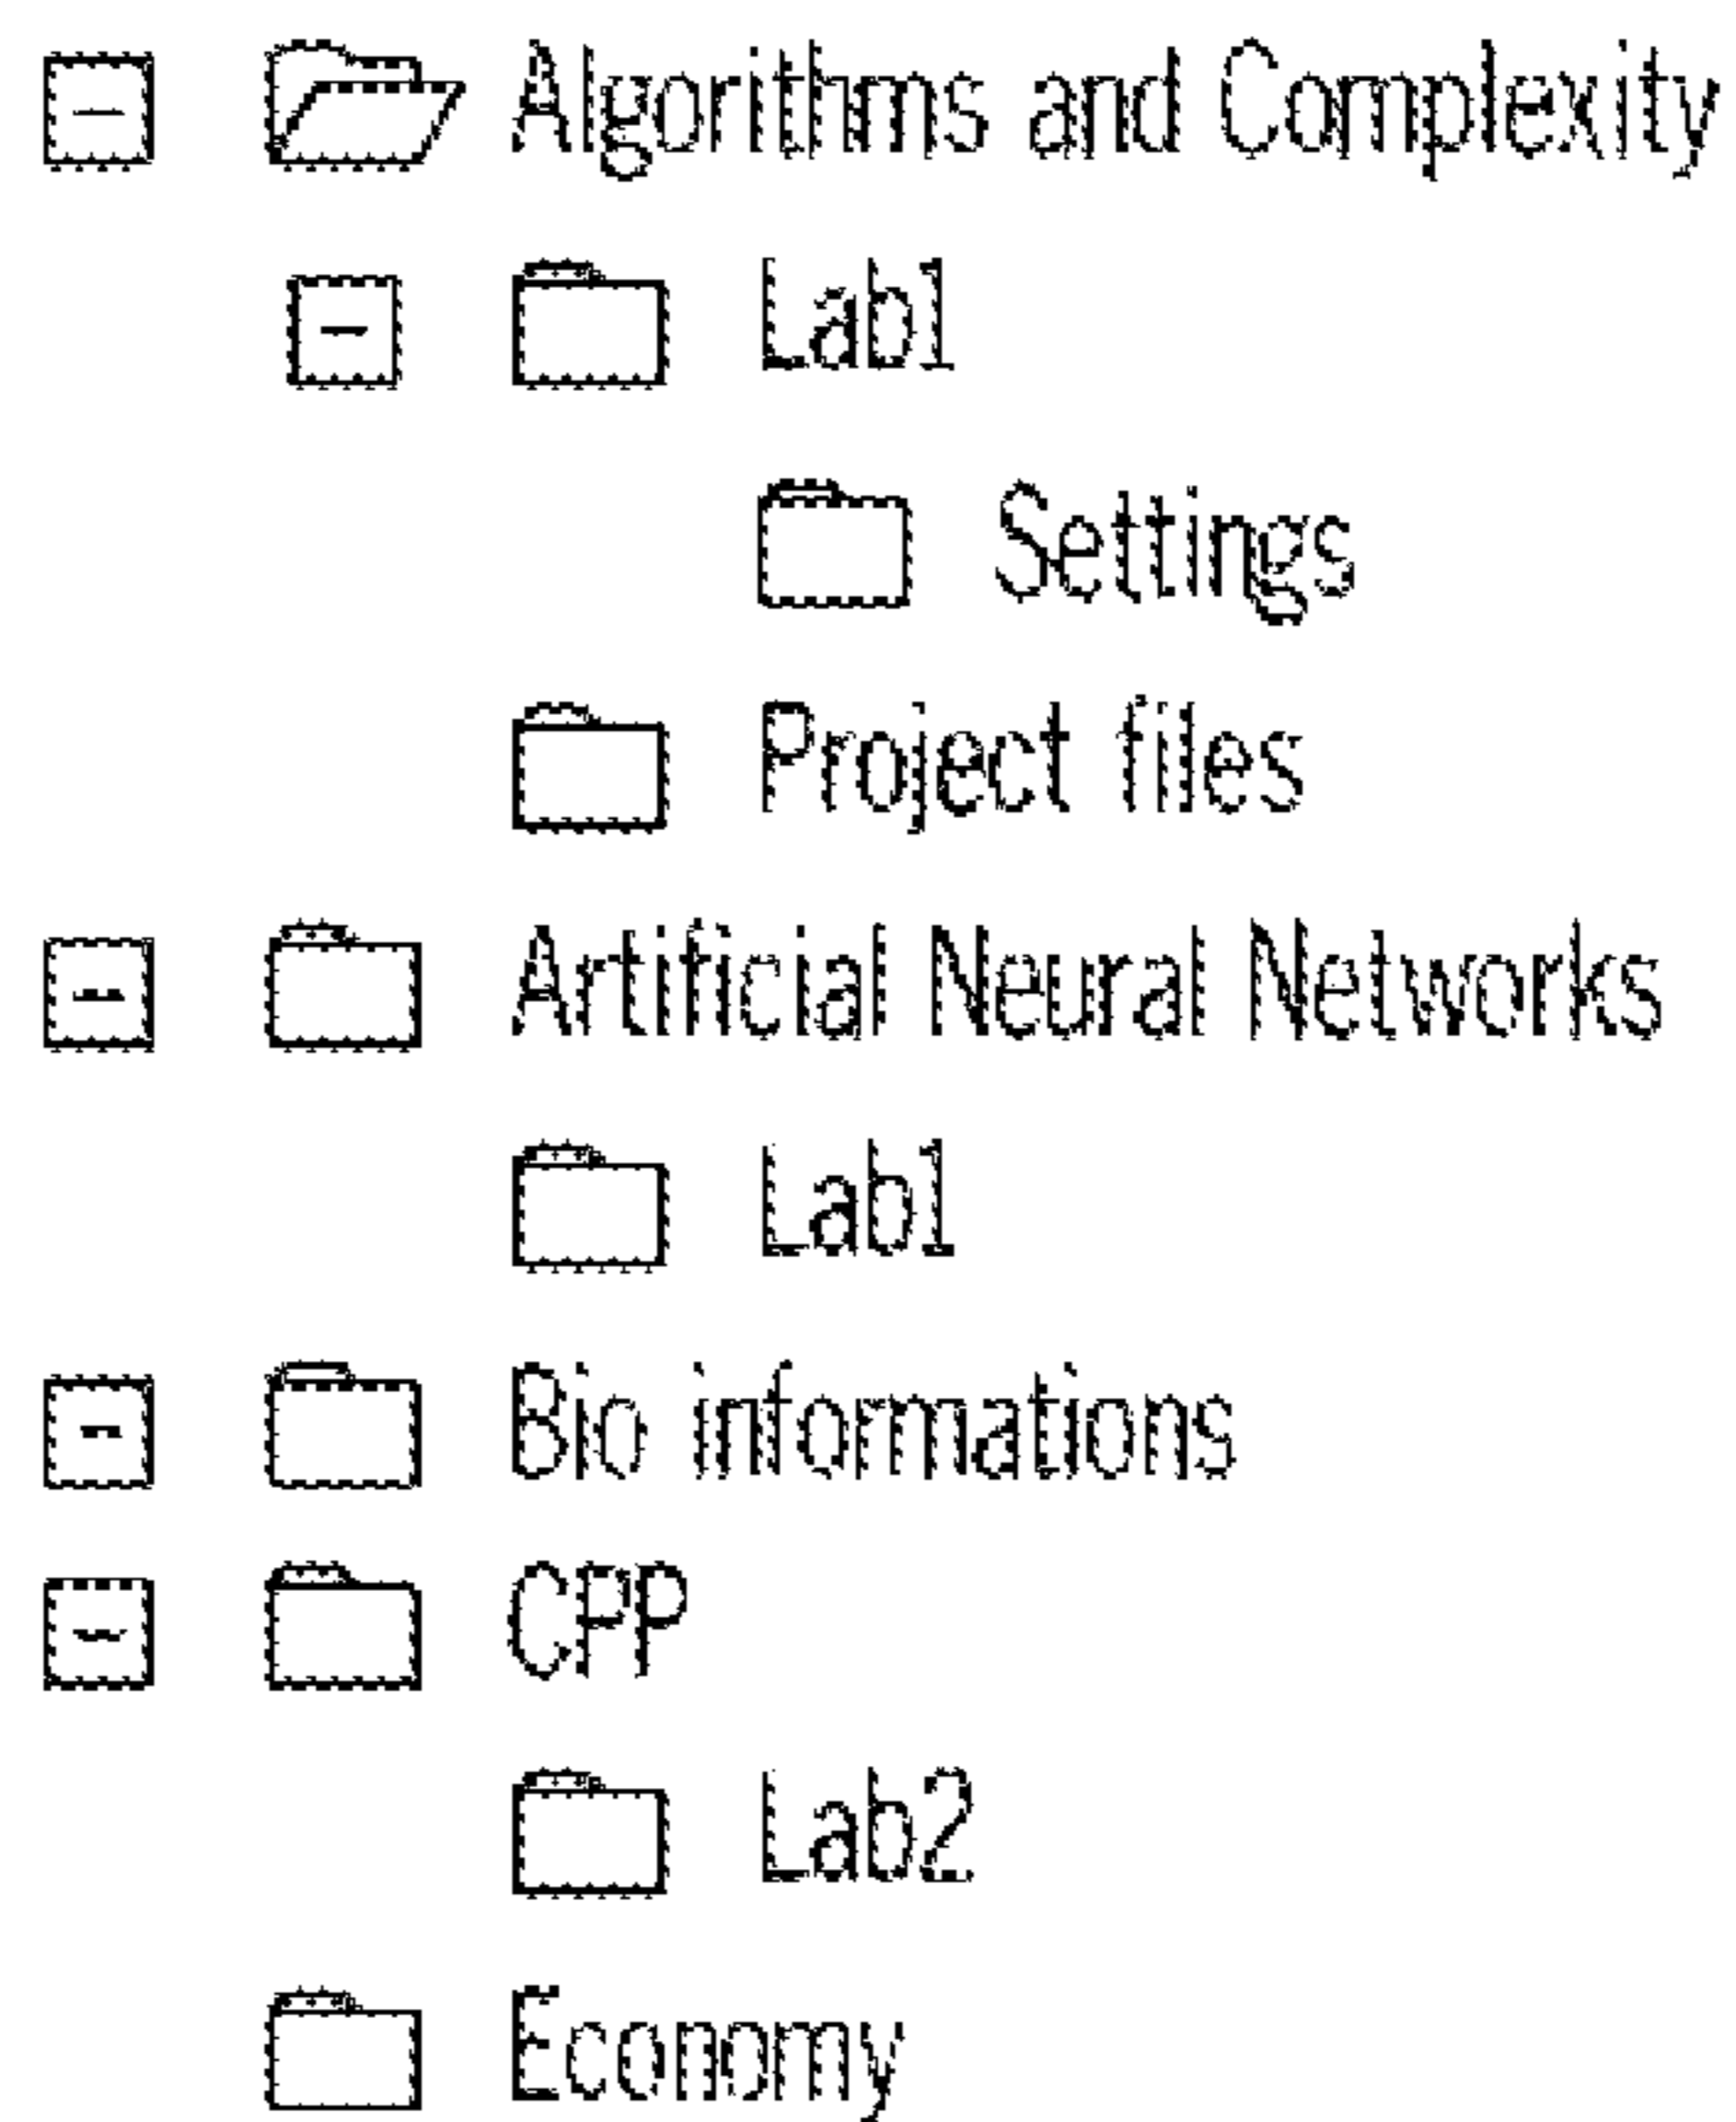 Algorithms and Complexity
Lab1
Settings
Project files
Artificial Neural Networks
Lab1
Bio informations
CPP
Lab2
Economy